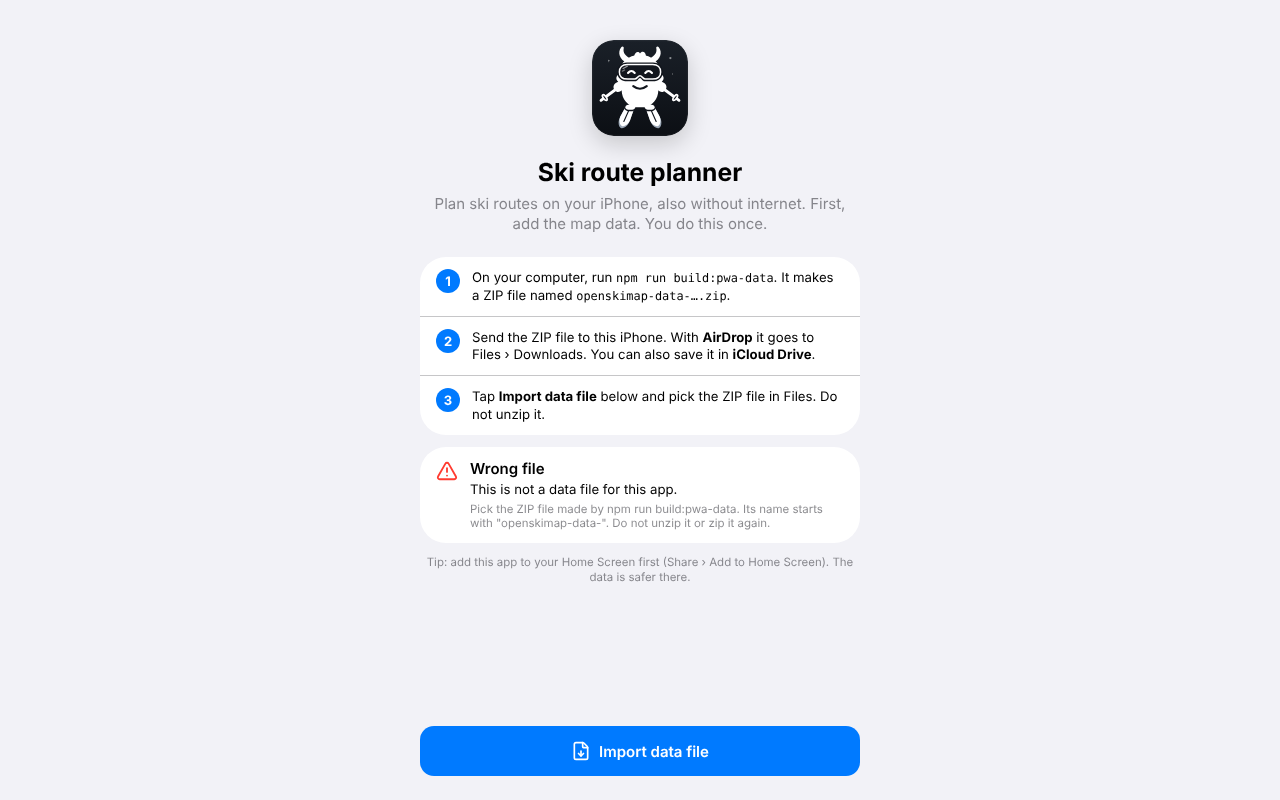 Ski route planner
Plan ski routes on your iPhone, also without internet. First,
add the map data. You do this once.
1
On your computer, run npm run build:pwa-data. It makes
a ZIP file named openskimap-data-….zip.
2
Send the ZIP file to this iPhone. With AirDrop it goes to
Files › Downloads. You can also save it in iCloud Drive.
3
Tap Import data file below and pick the ZIP file in Files. Do
not unzip it.
Wrong file
This is not a data file for this app.
Pick the ZIP file made by npm run build:pwa-data. Its name starts
with "openskimap-data-". Do not unzip it or zip it again.
Tip: add this app to your Home Screen first (Share › Add to Home Screen). The
data is safer there.
Import data file